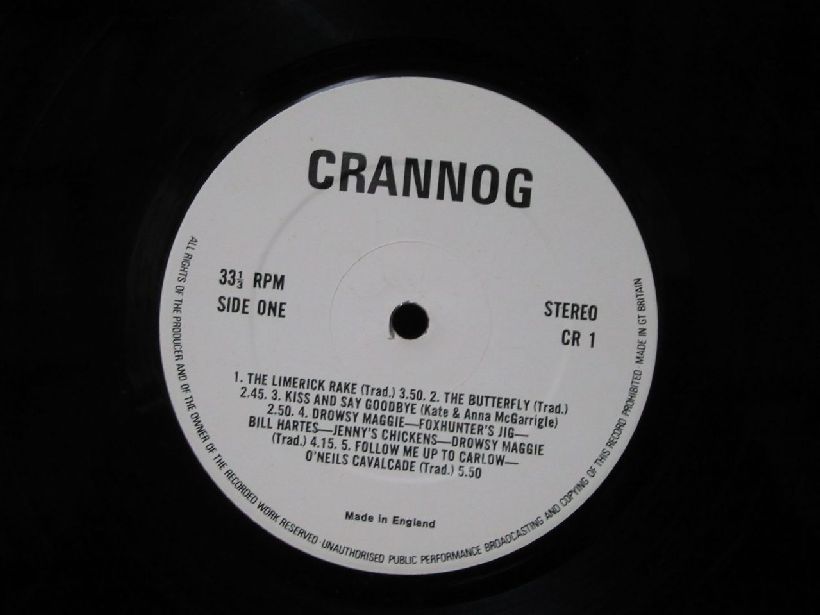 CRANNOG
33⅓ RPM
SIDE ONE
STEREO
CR 1
1. THE LIMERICK RAKE (Trad.) 3.50. 2. THE BUTTERFLY (Trad.)
2.45. 3. KISS AND SAY GOODBYE (Kate & Anna McGarrigle)
2.50. 4. DROWSY MAGGIE—FOXHUNTER'S JIG—
BILL HARTES—JENNY'S CHICKENS—DROWSY MAGGIE
(Trad.) 4.15. 5. FOLLOW ME UP TO CARLOW—
O'NEILS CAVALCADE (Trad.) 5.50
Made in England
ALL RIGHTS OF THE PRODUCER AND OF THE OWNER OF THE RECORDED WORK RESERVED · UNAUTHORISED PUBLIC PERFORMANCE BROADCASTING AND COPYING OF THIS RECORD PROHIBITED MADE IN GT BRITAIN